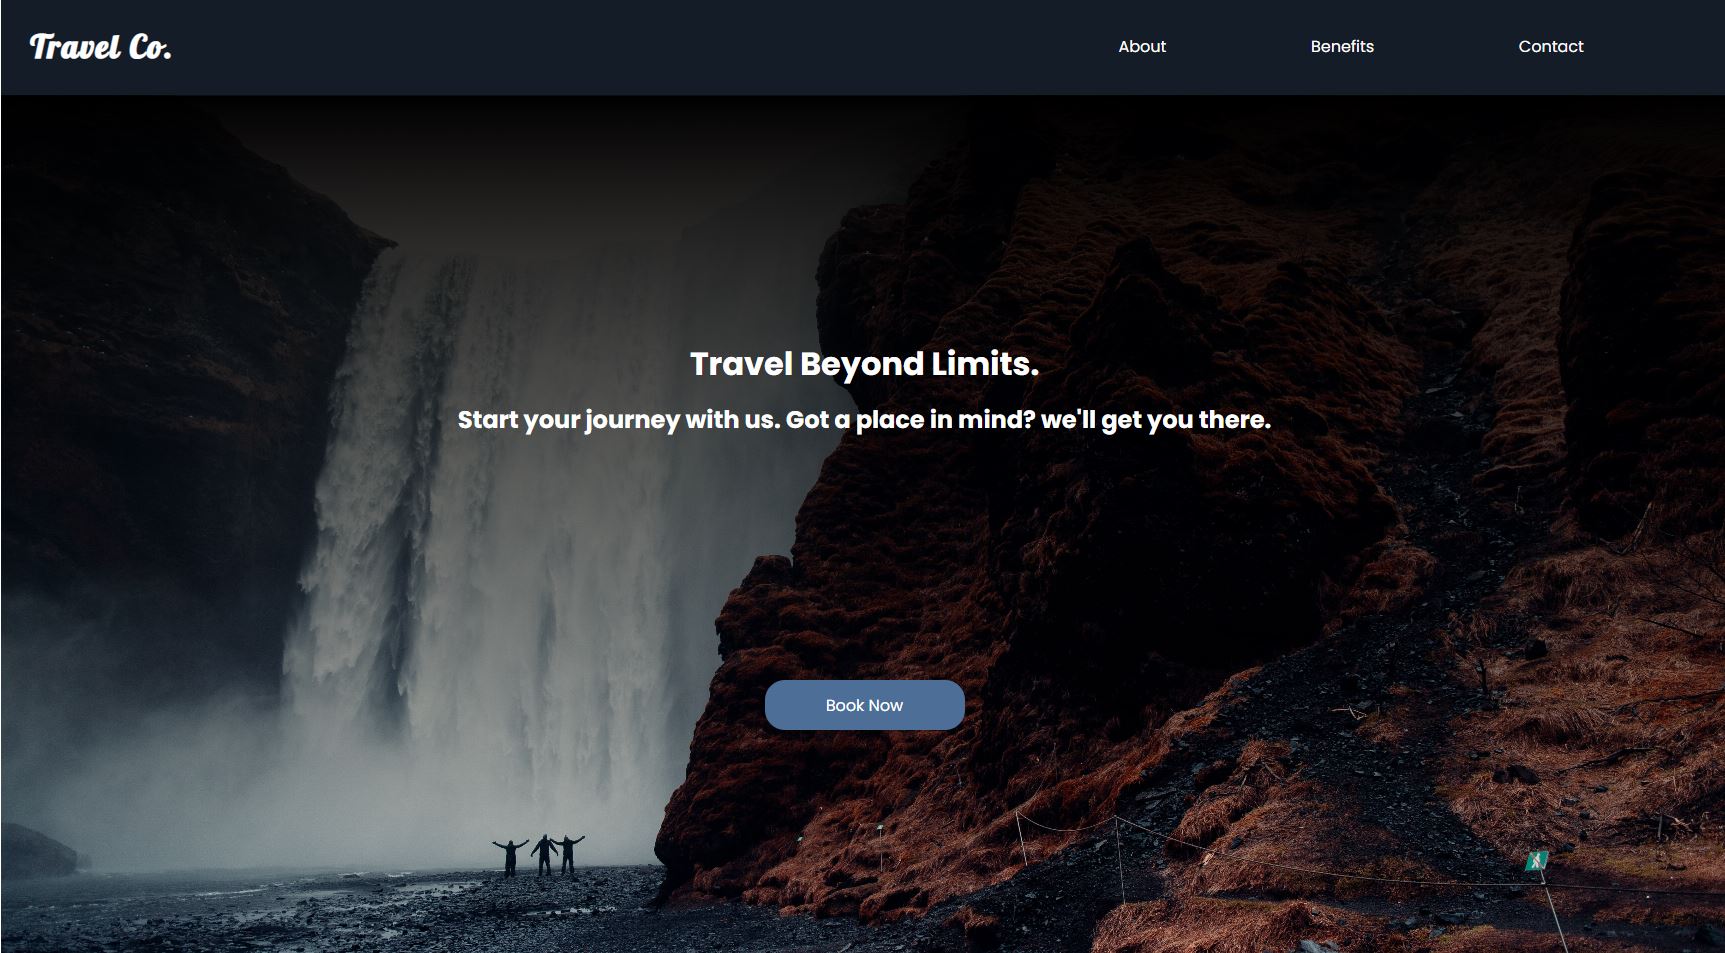 Travel Co.
About
Benefits
Contact
Travel Beyond Limits.
Start your journey with us. Got a place in mind? we'll get you there.
Book Now